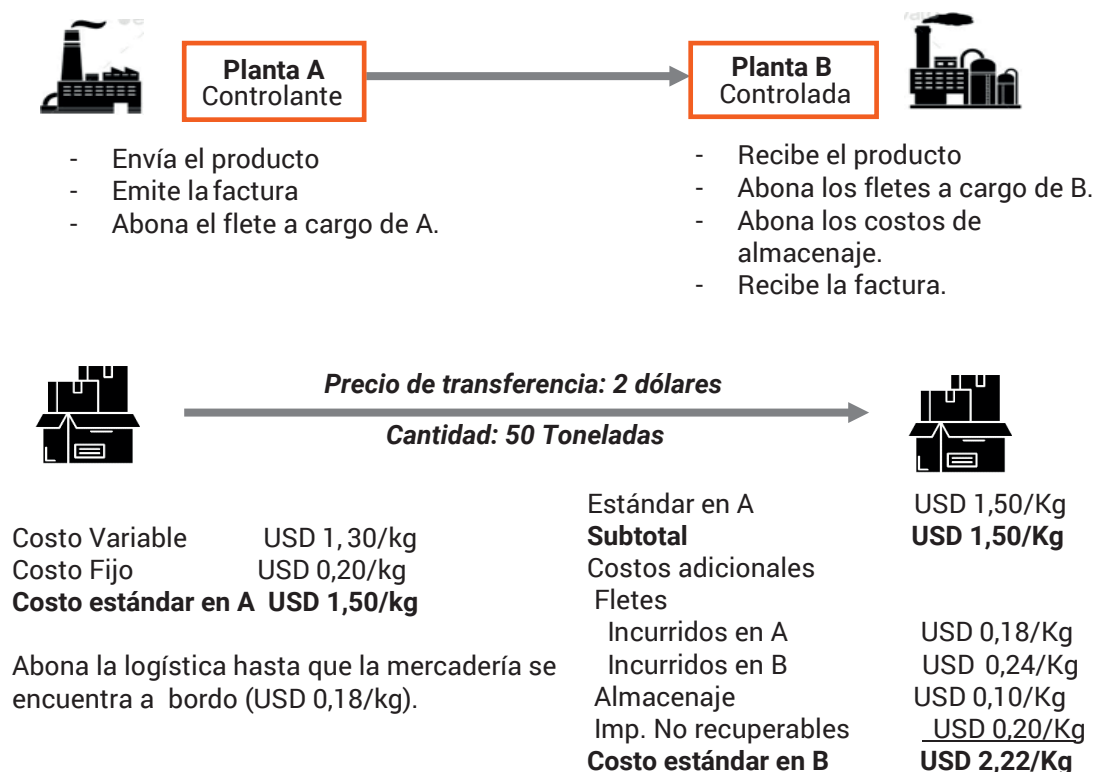 Planta A
Controlante
Planta B
Controlada
- Envía el producto
- Emite la factura
- Abona el flete a cargo de A.
- Recibe el producto
- Abona los fletes a cargo de B.
- Abona los costos de
almacenaje.
- Recibe la factura.
Precio de transferencia: 2 dólares
Cantidad: 50 Toneladas
Costo Variable USD 1, 30/kg
Costo Fijo USD 0,20/kg
Costo estándar en A USD 1,50/kg
Abona la logística hasta que la mercadería se
encuentra a bordo (USD 0,18/kg).
Estándar en A USD 1,50/Kg
Subtotal USD 1,50/Kg
Costos adicionales
Fletes
Incurridos en A USD 0,18/Kg
Incurridos en B USD 0,24/Kg
Almacenaje USD 0,10/Kg
Imp. No recuperables USD 0,20/Kg
Costo estándar en B USD 2,22/Kg